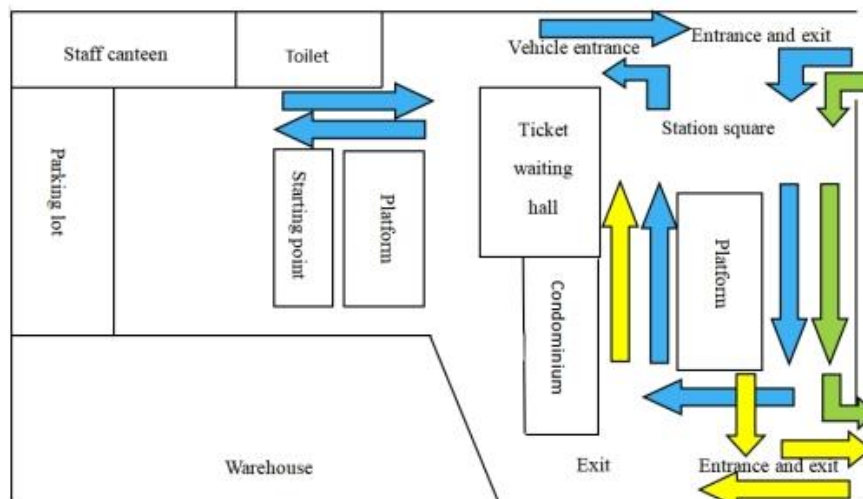 Staff canteen
Toilet
Vehicle entrance
Entrance and exit
Parking lot
Starting point
Platform
Ticket
waiting
hall
Station square
Platform
Condominium
Warehouse
Exit
Entrance and exit